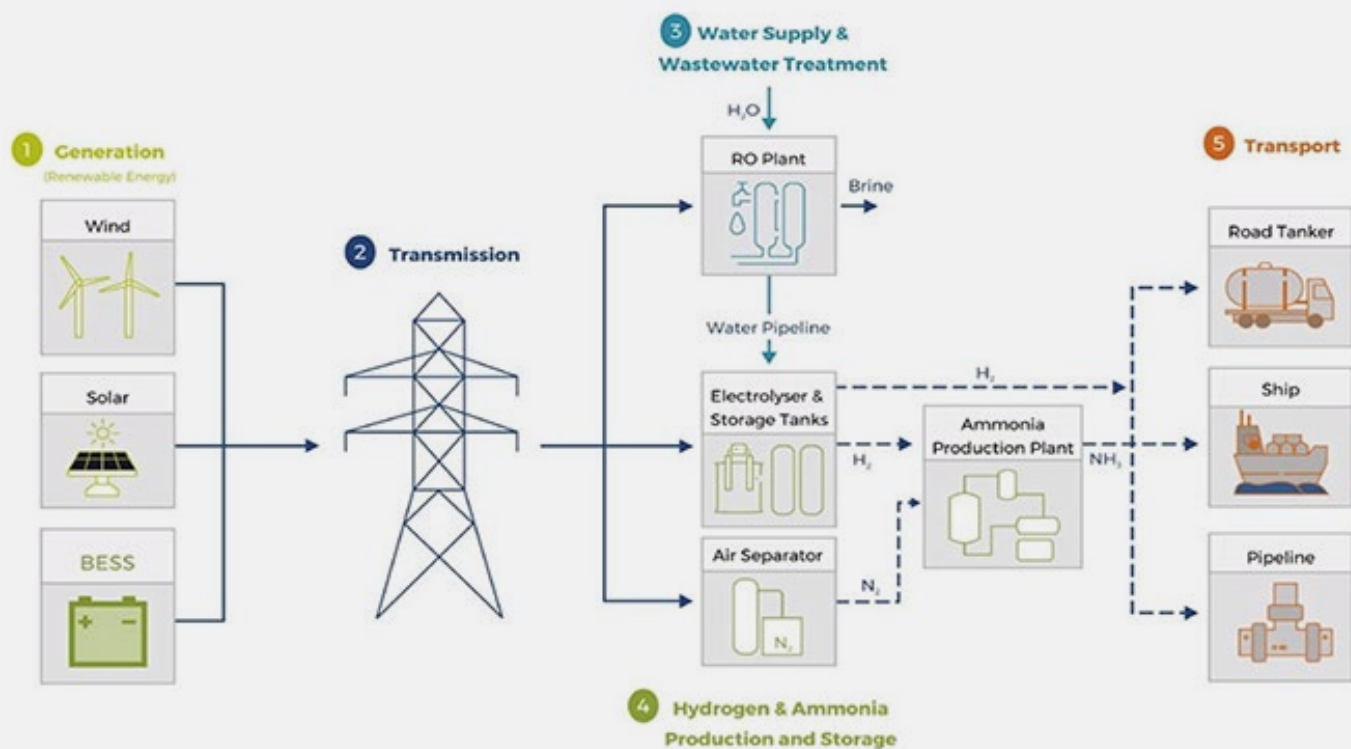 1 Generation
(Renewable Energy)
Wind
Solar
BESS
+ −
2 Transmission
3 Water Supply &
Wastewater Treatment
H₂O
RO Plant
Brine
Water Pipeline
Electrolyser &
Storage Tanks
H₂
H₂
Air Separator
N₂
N₂
Ammonia
Production Plant
NH₃
4 Hydrogen & Ammonia
Production and Storage
5 Transport
Road Tanker
Ship
Pipeline